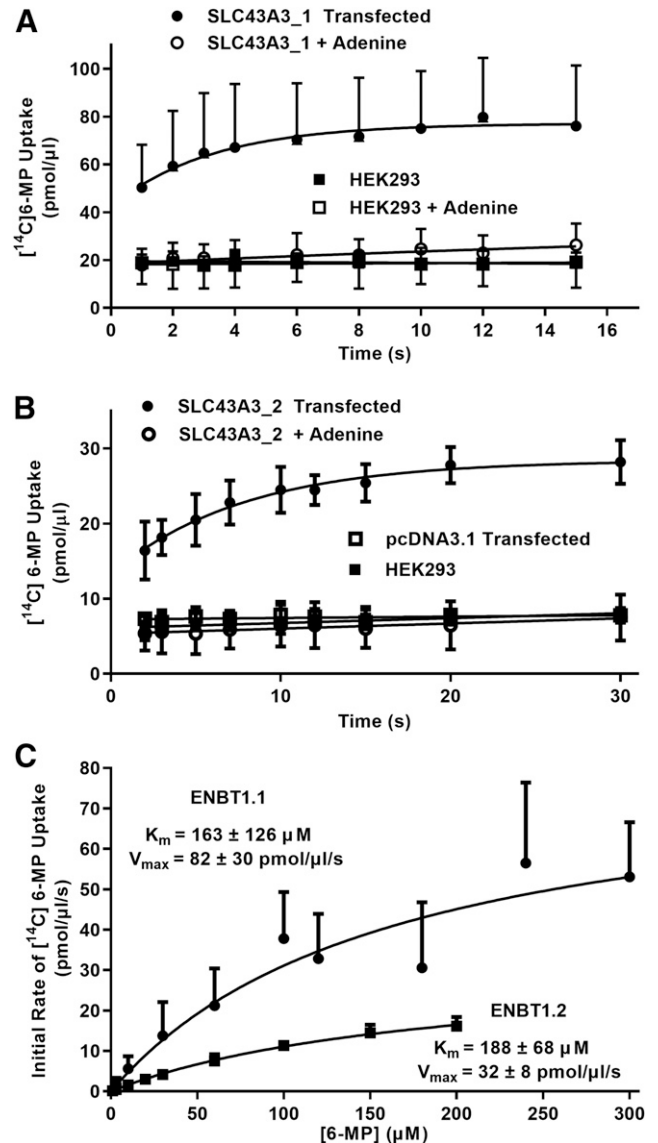 A
SLC43A3_1 Transfected
SLC43A3_1 + Adenine
[¹⁴C]6-MP Uptake
(pmol/µl)
100
80
60
40
20
0
HEK293
HEK293 + Adenine
0 2 4 6 8 10 12 14 16
Time (s)
B
SLC43A3_2 Transfected
SLC43A3_2 + Adenine
[¹⁴C] 6-MP Uptake
(pmol/µl)
30
20
10
0
pcDNA3.1 Transfected
HEK293
0 10 20 30
Time (s)
C
Initial Rate of [¹⁴C] 6-MP Uptake
(pmol/µl/s)
80
70
60
50
40
30
20
10
0
ENBT1.1
Kₘ = 163 ± 126 µM
Vₘₐₓ = 82 ± 30 pmol/µl/s
ENBT1.2
Kₘ = 188 ± 68 µM
Vₘₐₓ = 32 ± 8 pmol/µl/s
0 50 100 150 200 250 300
[6-MP] (µM)